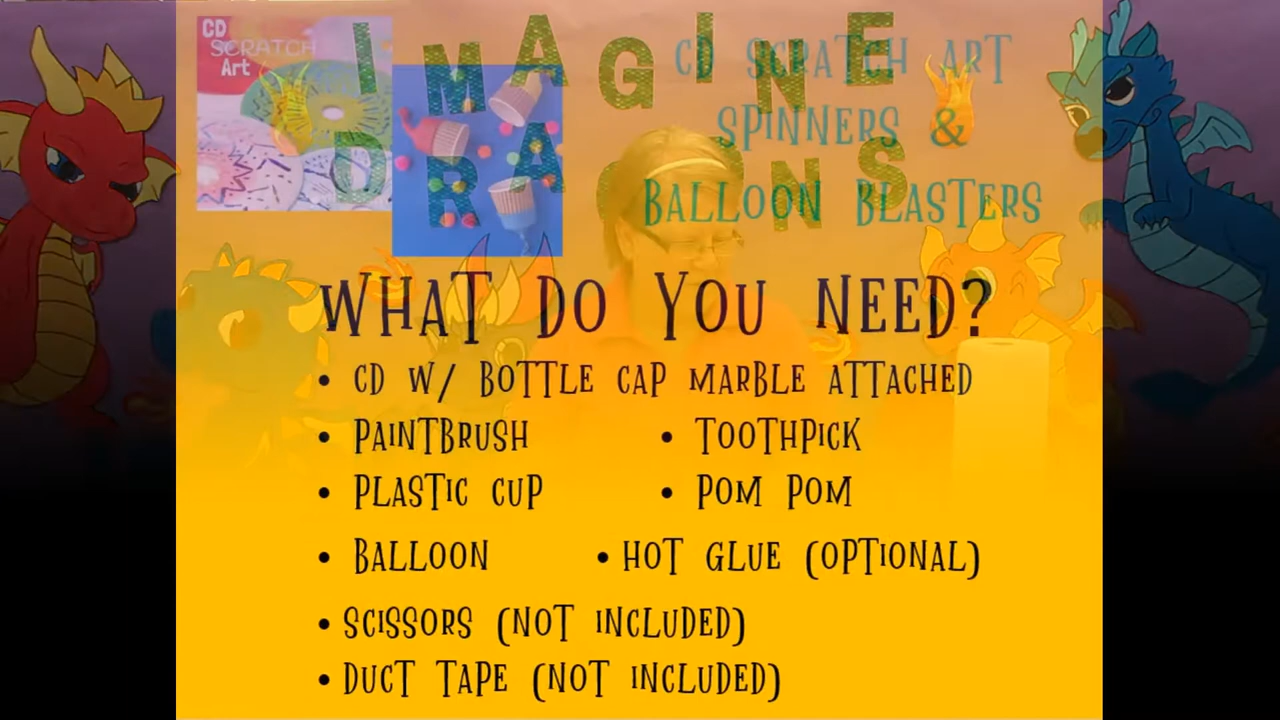 CD
SCRATCH
Art
IMAGINE
DRAGONS
CD SCRATCH ART
SPINNERS &
BALLOON BLASTERS
WHAT DO YOU NEED?
• CD W/ BOTTLE CAP MARBLE ATTACHED
• PAINTBRUSH • TOOTHPICK
• PLASTIC CUP • POM POM
• BALLOON • HOT GLUE (OPTIONAL)
• SCISSORS (NOT INCLUDED)
• DUCT TAPE (NOT INCLUDED)